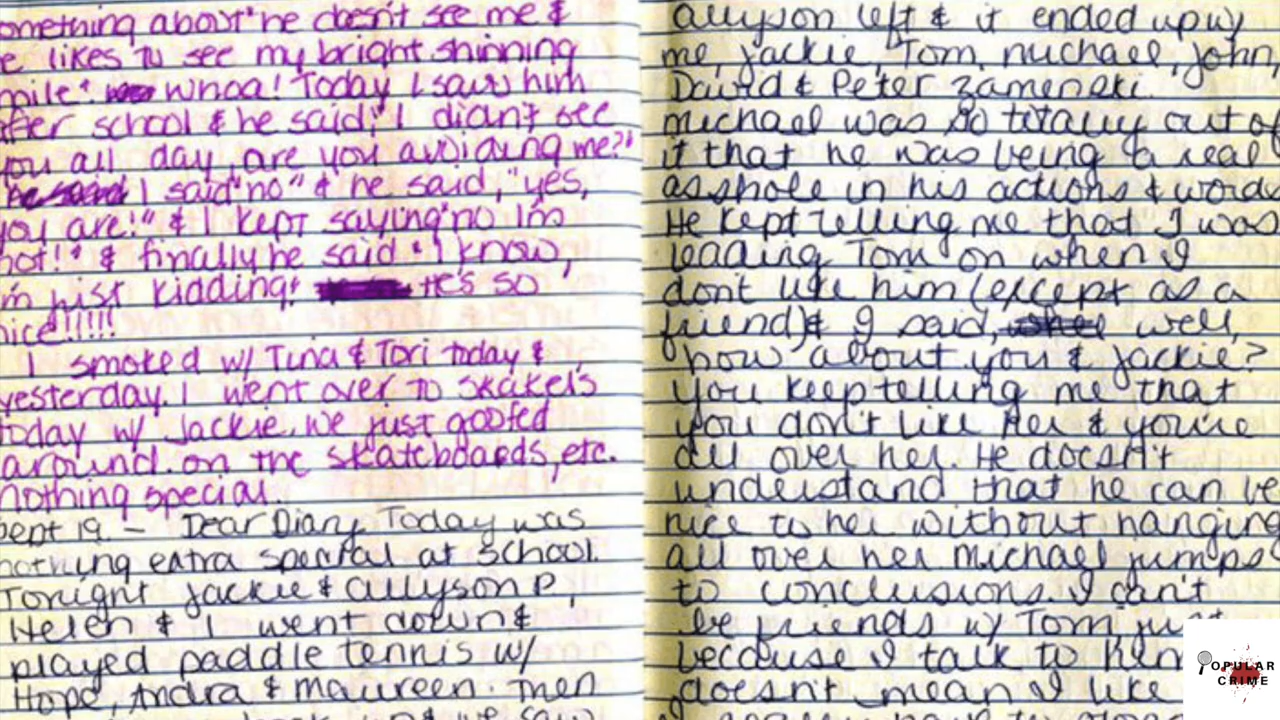 omething about "he doesn't see me &
e likes to see my bright shinning
mile". whoa! Today I saw him
fter school & he said, "I didn't see
you all day, are you avoiding me?"
I said "no" & he said, "yes,
you are!" & I kept saying "no I'm
not!" & finally he said "I know,
'm just kidding" He's so
nice!!!!!
I smoked w/ Tina & Tori today &
yesterday. I went over to Skakel's
today w/ Jackie. we just goofed
around on the skateboards, etc.
nothing special.
Sept 19 - Dear Diary, Today was
nothing extra special at school.
Tonight Jackie & Allyson P,
Helen & I went down &
played paddle tennis w/
Hope, Andra & Maureen. Then
saw
allyson left & it ended up w/
me, jackie, Tom, michael, john,
David & Peter Zamenski.
michael was so totally out of
it that he was being a real
asshole in his actions & words
He kept telling me that I was
leading Tom on when I
dont like him (except as a
friend) & I said, well,
how about you & jackie?
you keep telling me that
you don't like her & you're
all over her. He doesn't
understand that he can be
nice to her without hanging
all over her. michael jumps
to conclusions. I can't
be friends w/ Tom just
because I talk to him
doesn't mean I like
POPULAR
CRIME